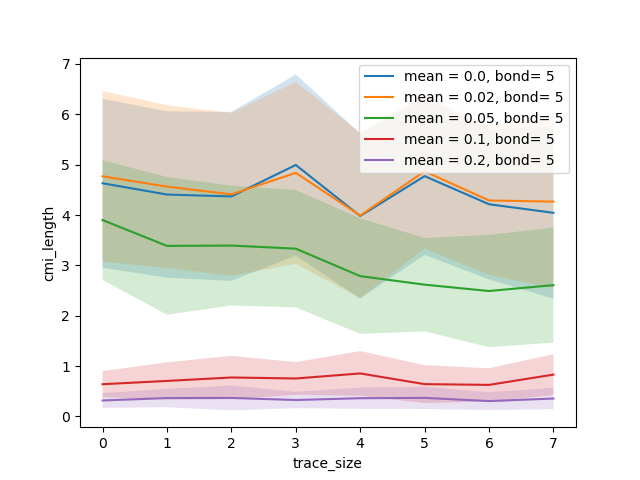 mean = 0.0, bond= 5
mean = 0.02, bond= 5
mean = 0.05, bond= 5
mean = 0.1, bond= 5
mean = 0.2, bond= 5
7
6
5
4
3
2
1
0
cmi_length
0 1 2 3 4 5 6 7
trace_size